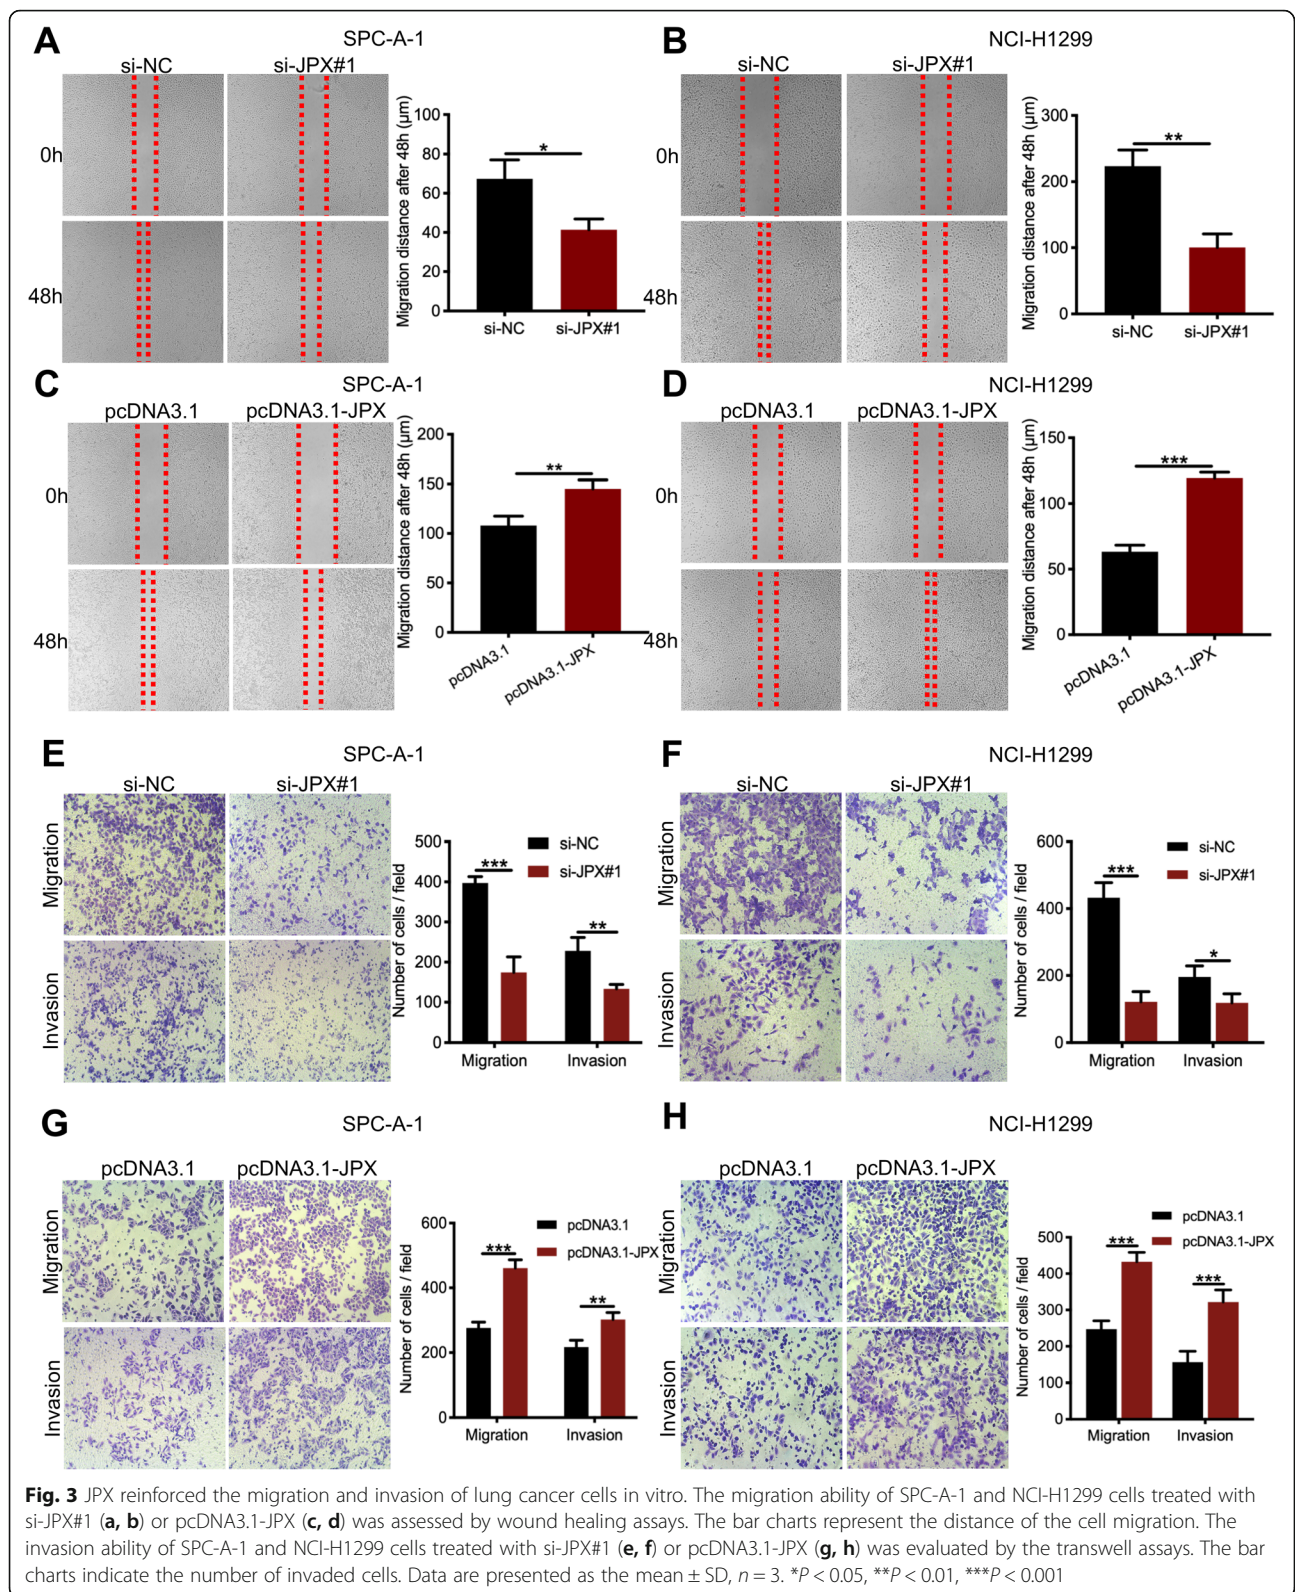 A
SPC-A-1
si-NC
si-JPX#1
0h
48h
Migration distance after 48h (μm)
100
80
60
40
20
0
*
si-NC
si-JPX#1
B
NCI-H1299
si-NC
si-JPX#1
0h
48h
Migration distance after 48h (μm)
300
200
100
0
**
si-NC
si-JPX#1
C
SPC-A-1
pcDNA3.1
pcDNA3.1-JPX
0h
48h
Migration distance after 48h (μm)
200
150
100
50
0
**
pcDNA3.1
pcDNA3.1-JPX
D
NCI-H1299
pcDNA3.1
pcDNA3.1-JPX
0h
48h
Migration distance after 48h (μm)
150
100
50
0
***
pcDNA3.1
pcDNA3.1-JPX
E
SPC-A-1
si-NC
si-JPX#1
Migration
Invasion
Number of cells / field
500
400
300
200
100
0
si-NC
si-JPX#1
***
**
Migration
Invasion
F
NCI-H1299
si-NC
si-JPX#1
Migration
Invasion
Number of cells / field
600
400
200
0
si-NC
si-JPX#1
***
*
Migration
Invasion
G
SPC-A-1
pcDNA3.1
pcDNA3.1-JPX
Migration
Invasion
Number of cells / field
600
400
200
0
pcDNA3.1
pcDNA3.1-JPX
***
**
Migration
Invasion
H
NCI-H1299
pcDNA3.1
pcDNA3.1-JPX
Migration
Invasion
Number of cells / field
500
400
300
200
100
0
pcDNA3.1
pcDNA3.1-JPX
***
***
Migration
Invasion
Fig. 3 JPX reinforced the migration and invasion of lung cancer cells in vitro. The migration ability of SPC-A-1 and NCI-H1299 cells treated with
si-JPX#1 (a, b) or pcDNA3.1-JPX (c, d) was assessed by wound healing assays. The bar charts represent the distance of the cell migration. The
invasion ability of SPC-A-1 and NCI-H1299 cells treated with si-JPX#1 (e, f) or pcDNA3.1-JPX (g, h) was evaluated by the transwell assays. The bar
charts indicate the number of invaded cells. Data are presented as the mean ± SD, n = 3. *P < 0.05, **P < 0.01, ***P < 0.001